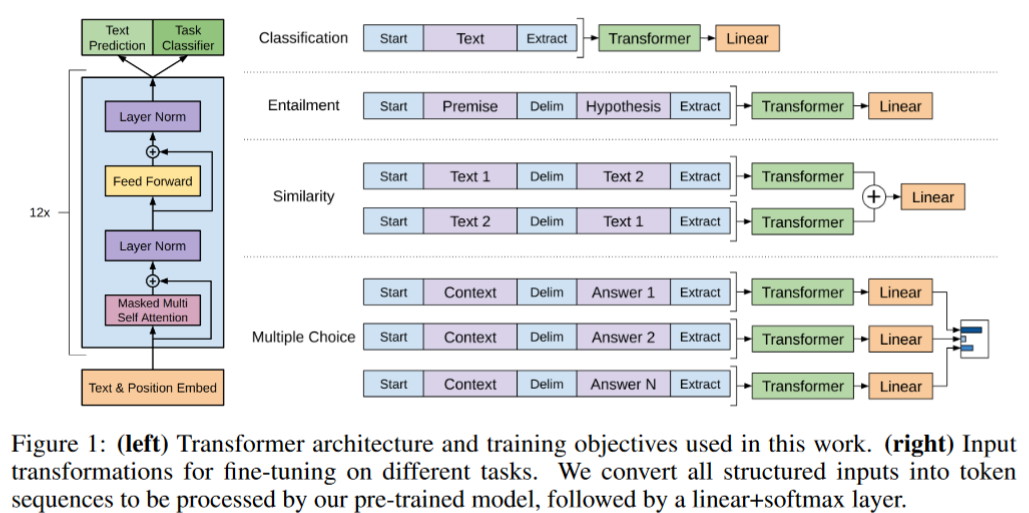 Text Prediction
Task Classifier
Layer Norm
Feed Forward
12x
Layer Norm
Masked Multi Self Attention
Text & Position Embed
Classification
Start Text Extract Transformer Linear
Entailment
Start Premise Delim Hypothesis Extract Transformer Linear
Similarity
Start Text 1 Delim Text 2 Extract Transformer
+ Linear
Start Text 2 Delim Text 1 Extract Transformer
Multiple Choice
Start Context Delim Answer 1 Extract Transformer Linear
Start Context Delim Answer 2 Extract Transformer Linear
Start Context Delim Answer N Extract Transformer Linear
Figure 1: (left) Transformer architecture and training objectives used in this work. (right) Input
transformations for fine-tuning on different tasks. We convert all structured inputs into token
sequences to be processed by our pre-trained model, followed by a linear+softmax layer.